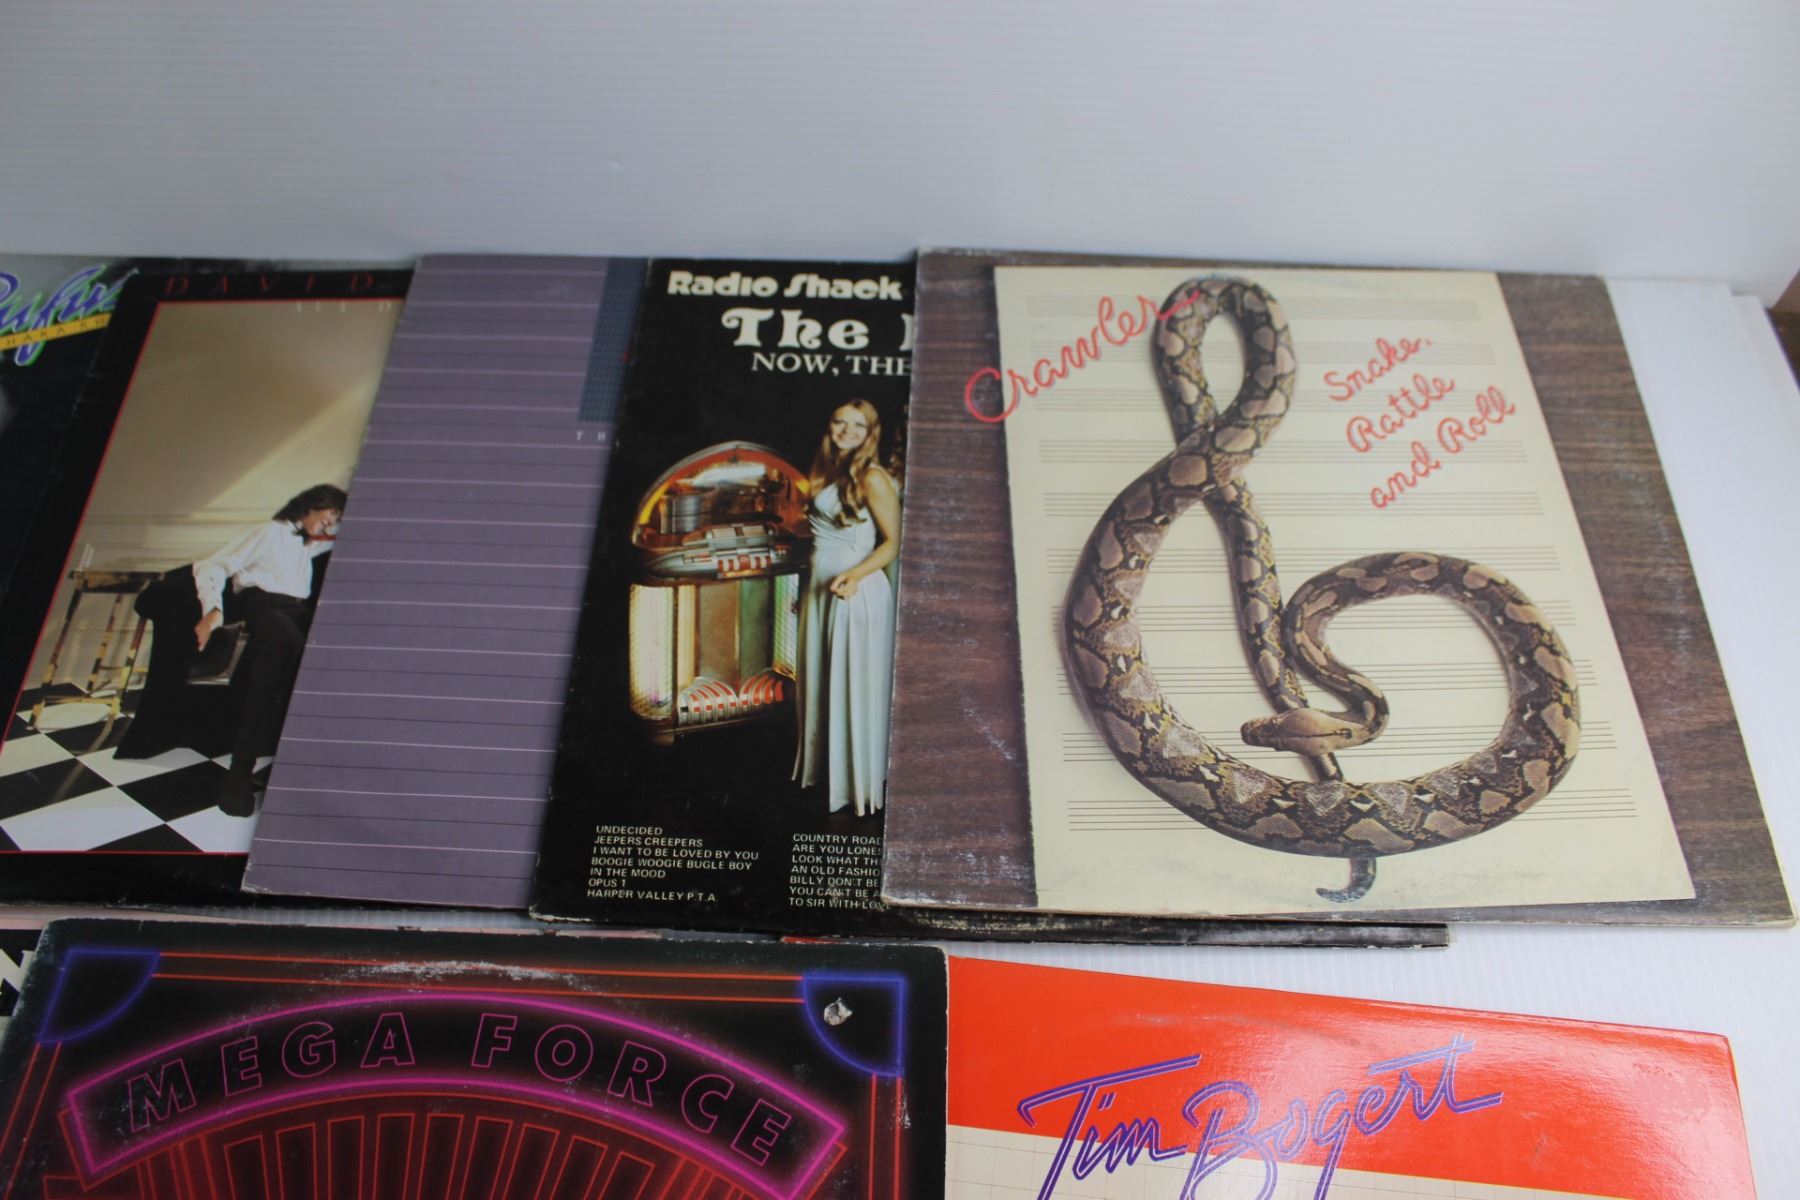 Rufus
DAVID
TH
Radio Shack
The
NOW, THE
UNDECIDED
JEEPERS CREEPERS
I WANT TO BE LOVED BY YOU
BOOGIE WOOGIE BUGLE BOY
IN THE MOOD
OPUS 1
HARPER VALLEY P.T.A.
COUNTRY ROAD
ARE YOU LONES
LOOK WHAT TH
AN OLD FASHIO
BILLY DON'T BE
YOU CAN'T BE A
TO SIR WITH LOV
Crawler
Snake,
Rattle
and Roll
MEGA FORCE
Tim Bogert